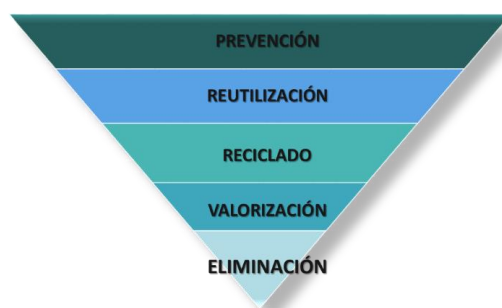 PREVENCIÓN
REUTILIZACIÓN
RECICLADO
VALORIZACIÓN
ELIMINACIÓN